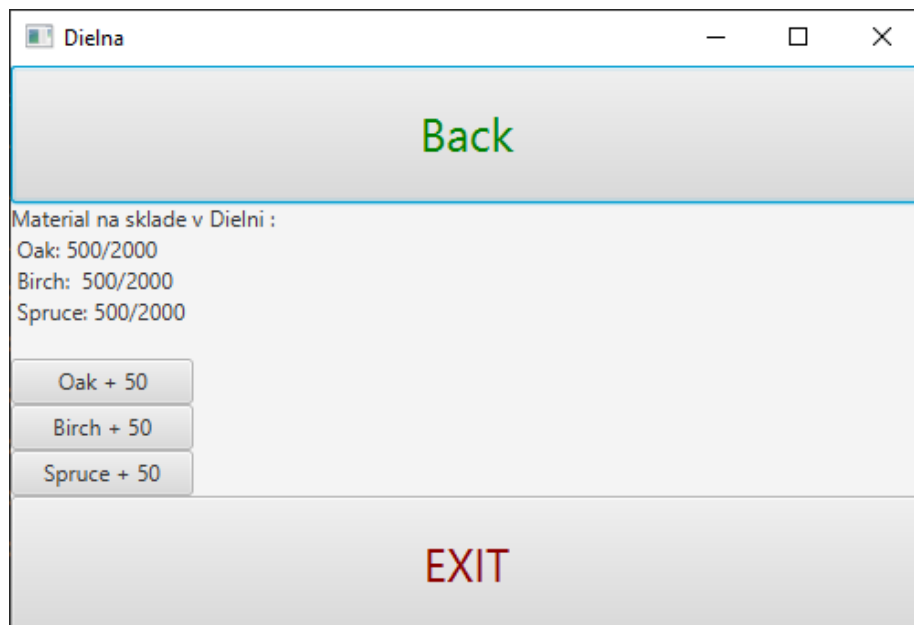 Dielna
Back
Material na sklade v Dielni :
Oak: 500/2000
Birch:  500/2000
Spruce: 500/2000
Oak + 50
Birch + 50
Spruce + 50
EXIT